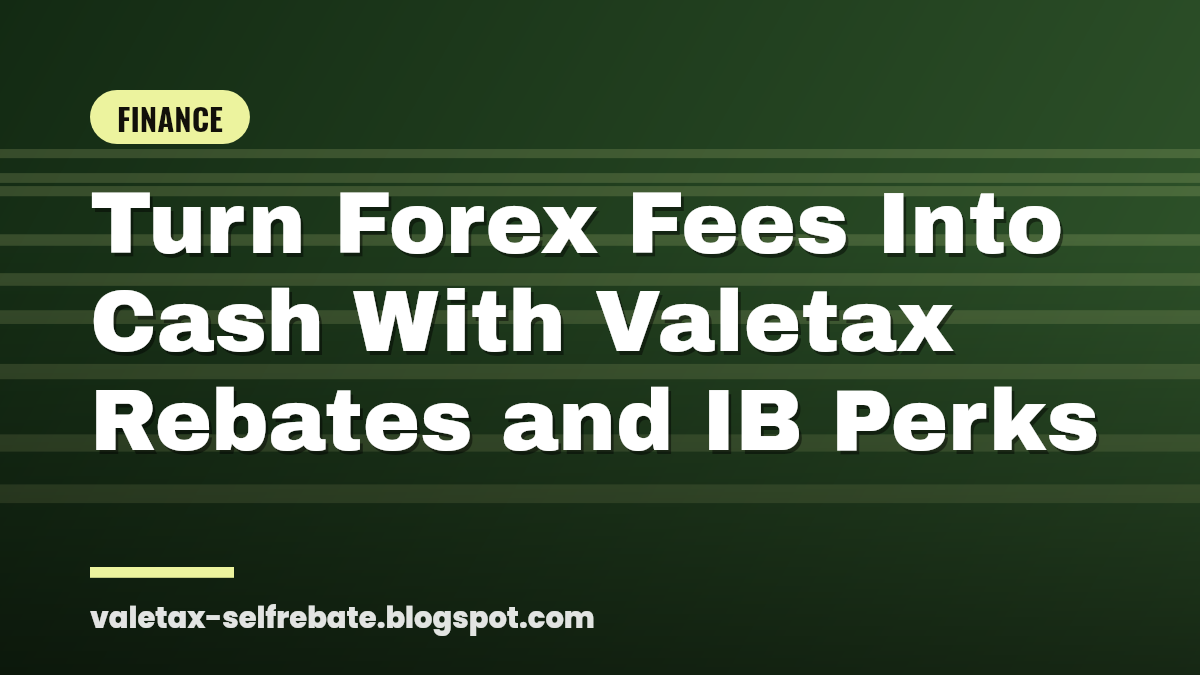 FINANCE
Turn Forex Fees Into
Cash With Valetax
Rebates and IB Perks
valetax-selfrebate.blogspot.com